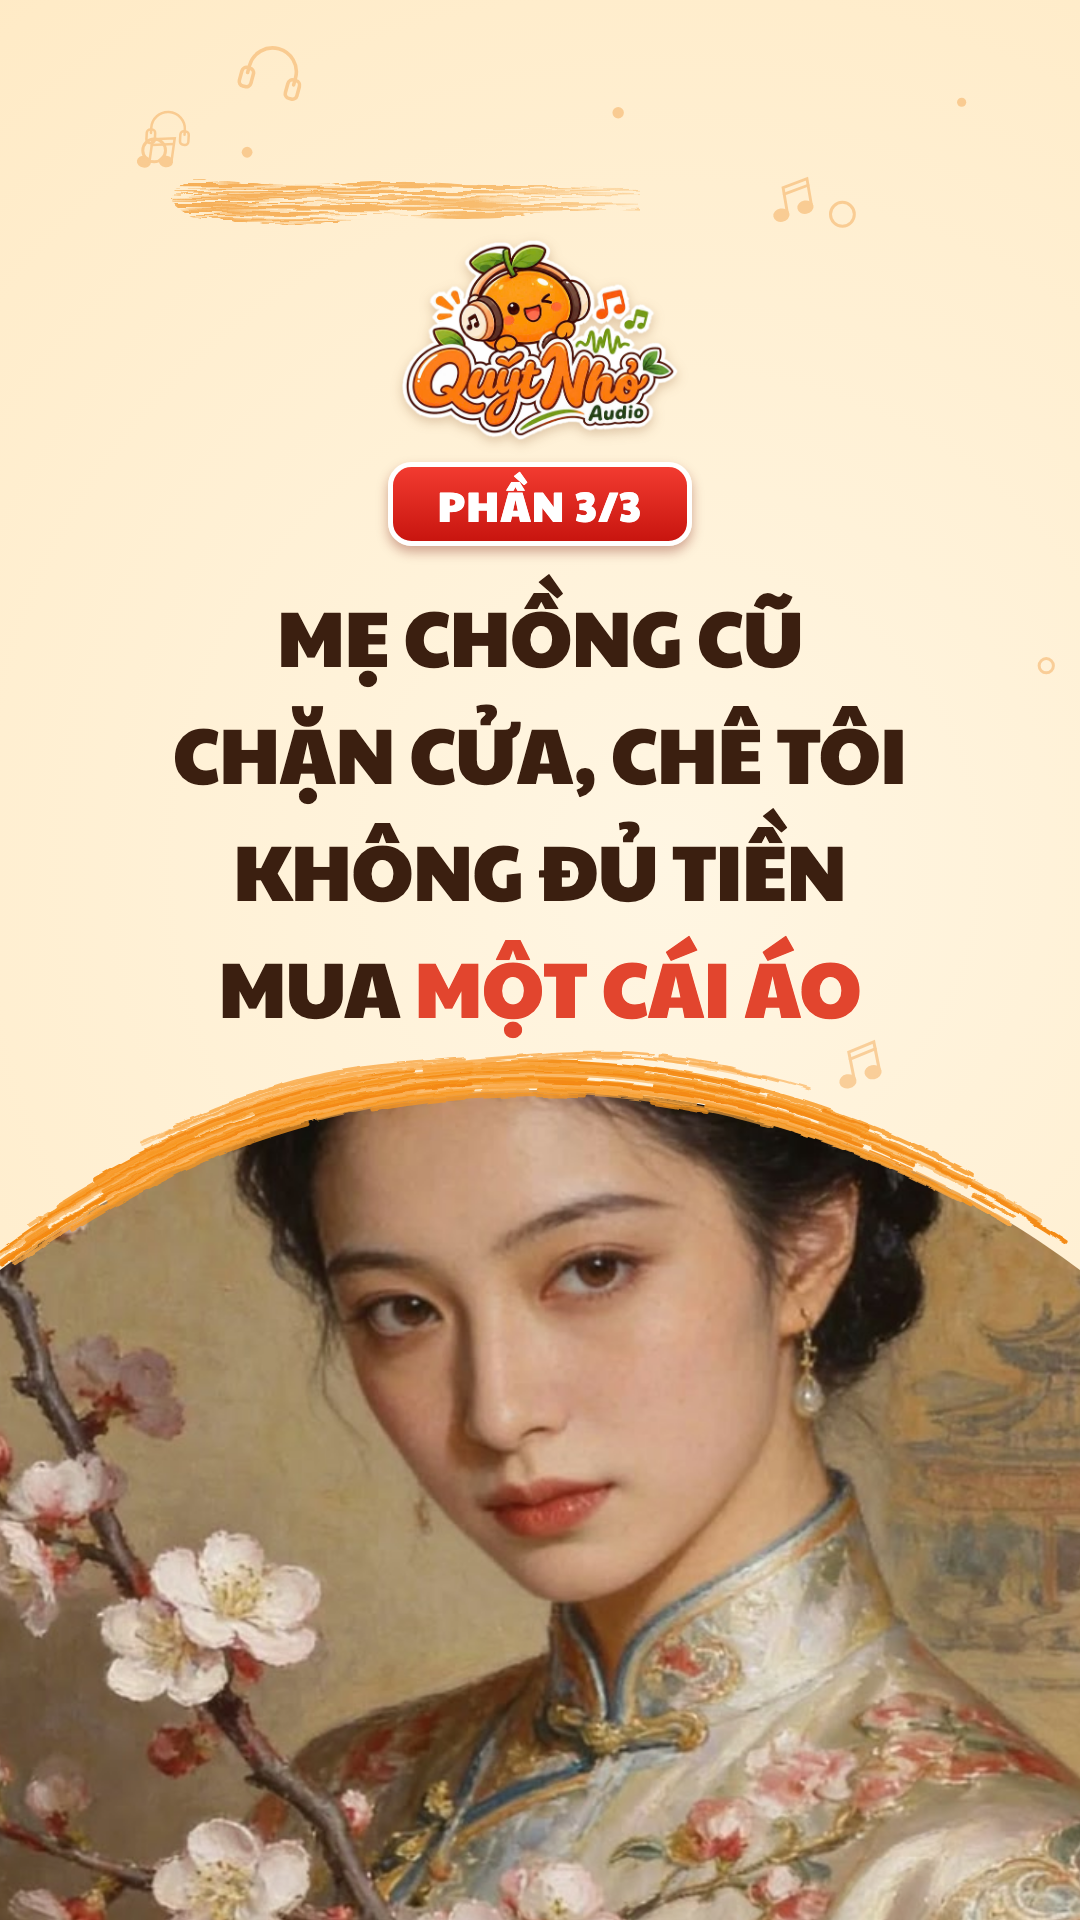 Quýt Nhỏ
Audio
PHẦN 3/3
MẸ CHỒNG CŨ
CHẶN CỬA, CHÊ TÔI
KHÔNG ĐỦ TIỀN
MUA MỘT CÁI ÁO